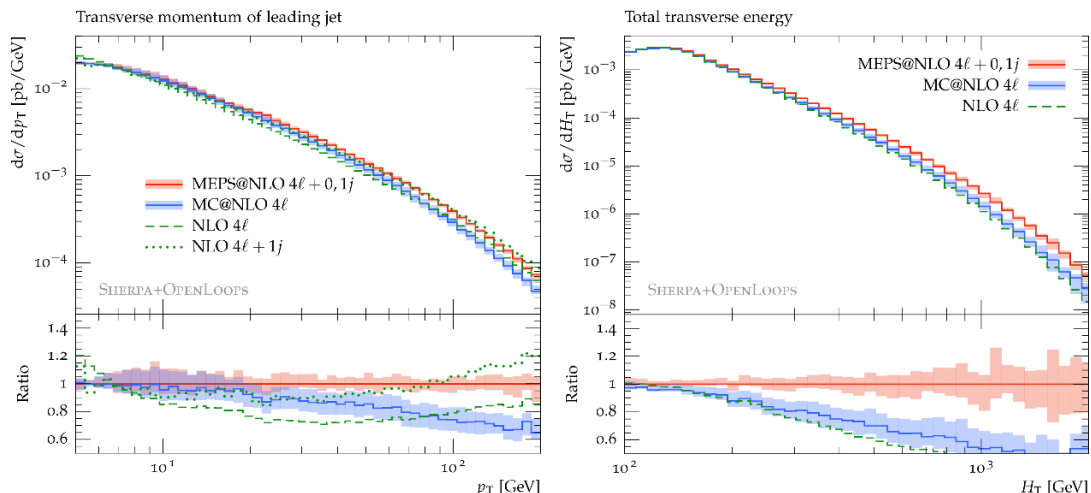 Transverse momentum of leading jet
dσ/dpT [pb/GeV]
10⁻²
10⁻³
10⁻⁴
MEPS@NLO 4ℓ + 0, 1j
MC@NLO 4ℓ
NLO 4ℓ
NLO 4ℓ + 1j
SHERPA+OPENLOOPS
Ratio
1.4
1.2
1
0.8
0.6
10¹
10²
pT [GeV]
Total transverse energy
dσ/dHT [pb/GeV]
10⁻³
10⁻⁴
10⁻⁵
10⁻⁶
10⁻⁷
10⁻⁸
MEPS@NLO 4ℓ + 0, 1j
MC@NLO 4ℓ
NLO 4ℓ
SHERPA+OPENLOOPS
Ratio
1.4
1.2
1
0.8
0.6
10²
10³
HT [GeV]